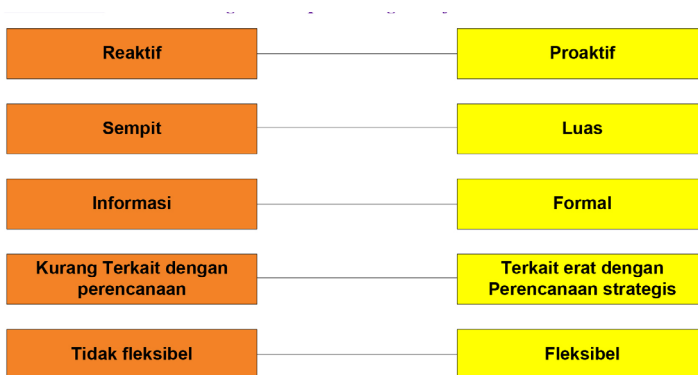 Reaktif
Proaktif
Sempit
Luas
Informasi
Formal
Kurang Terkait dengan
perencanaan
Terkait erat dengan
Perencanaan strategis
Tidak fleksibel
Fleksibel